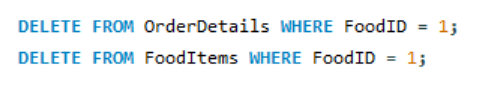 DELETE FROM OrderDetails WHERE FoodID = 1;
DELETE FROM FoodItems WHERE FoodID = 1;